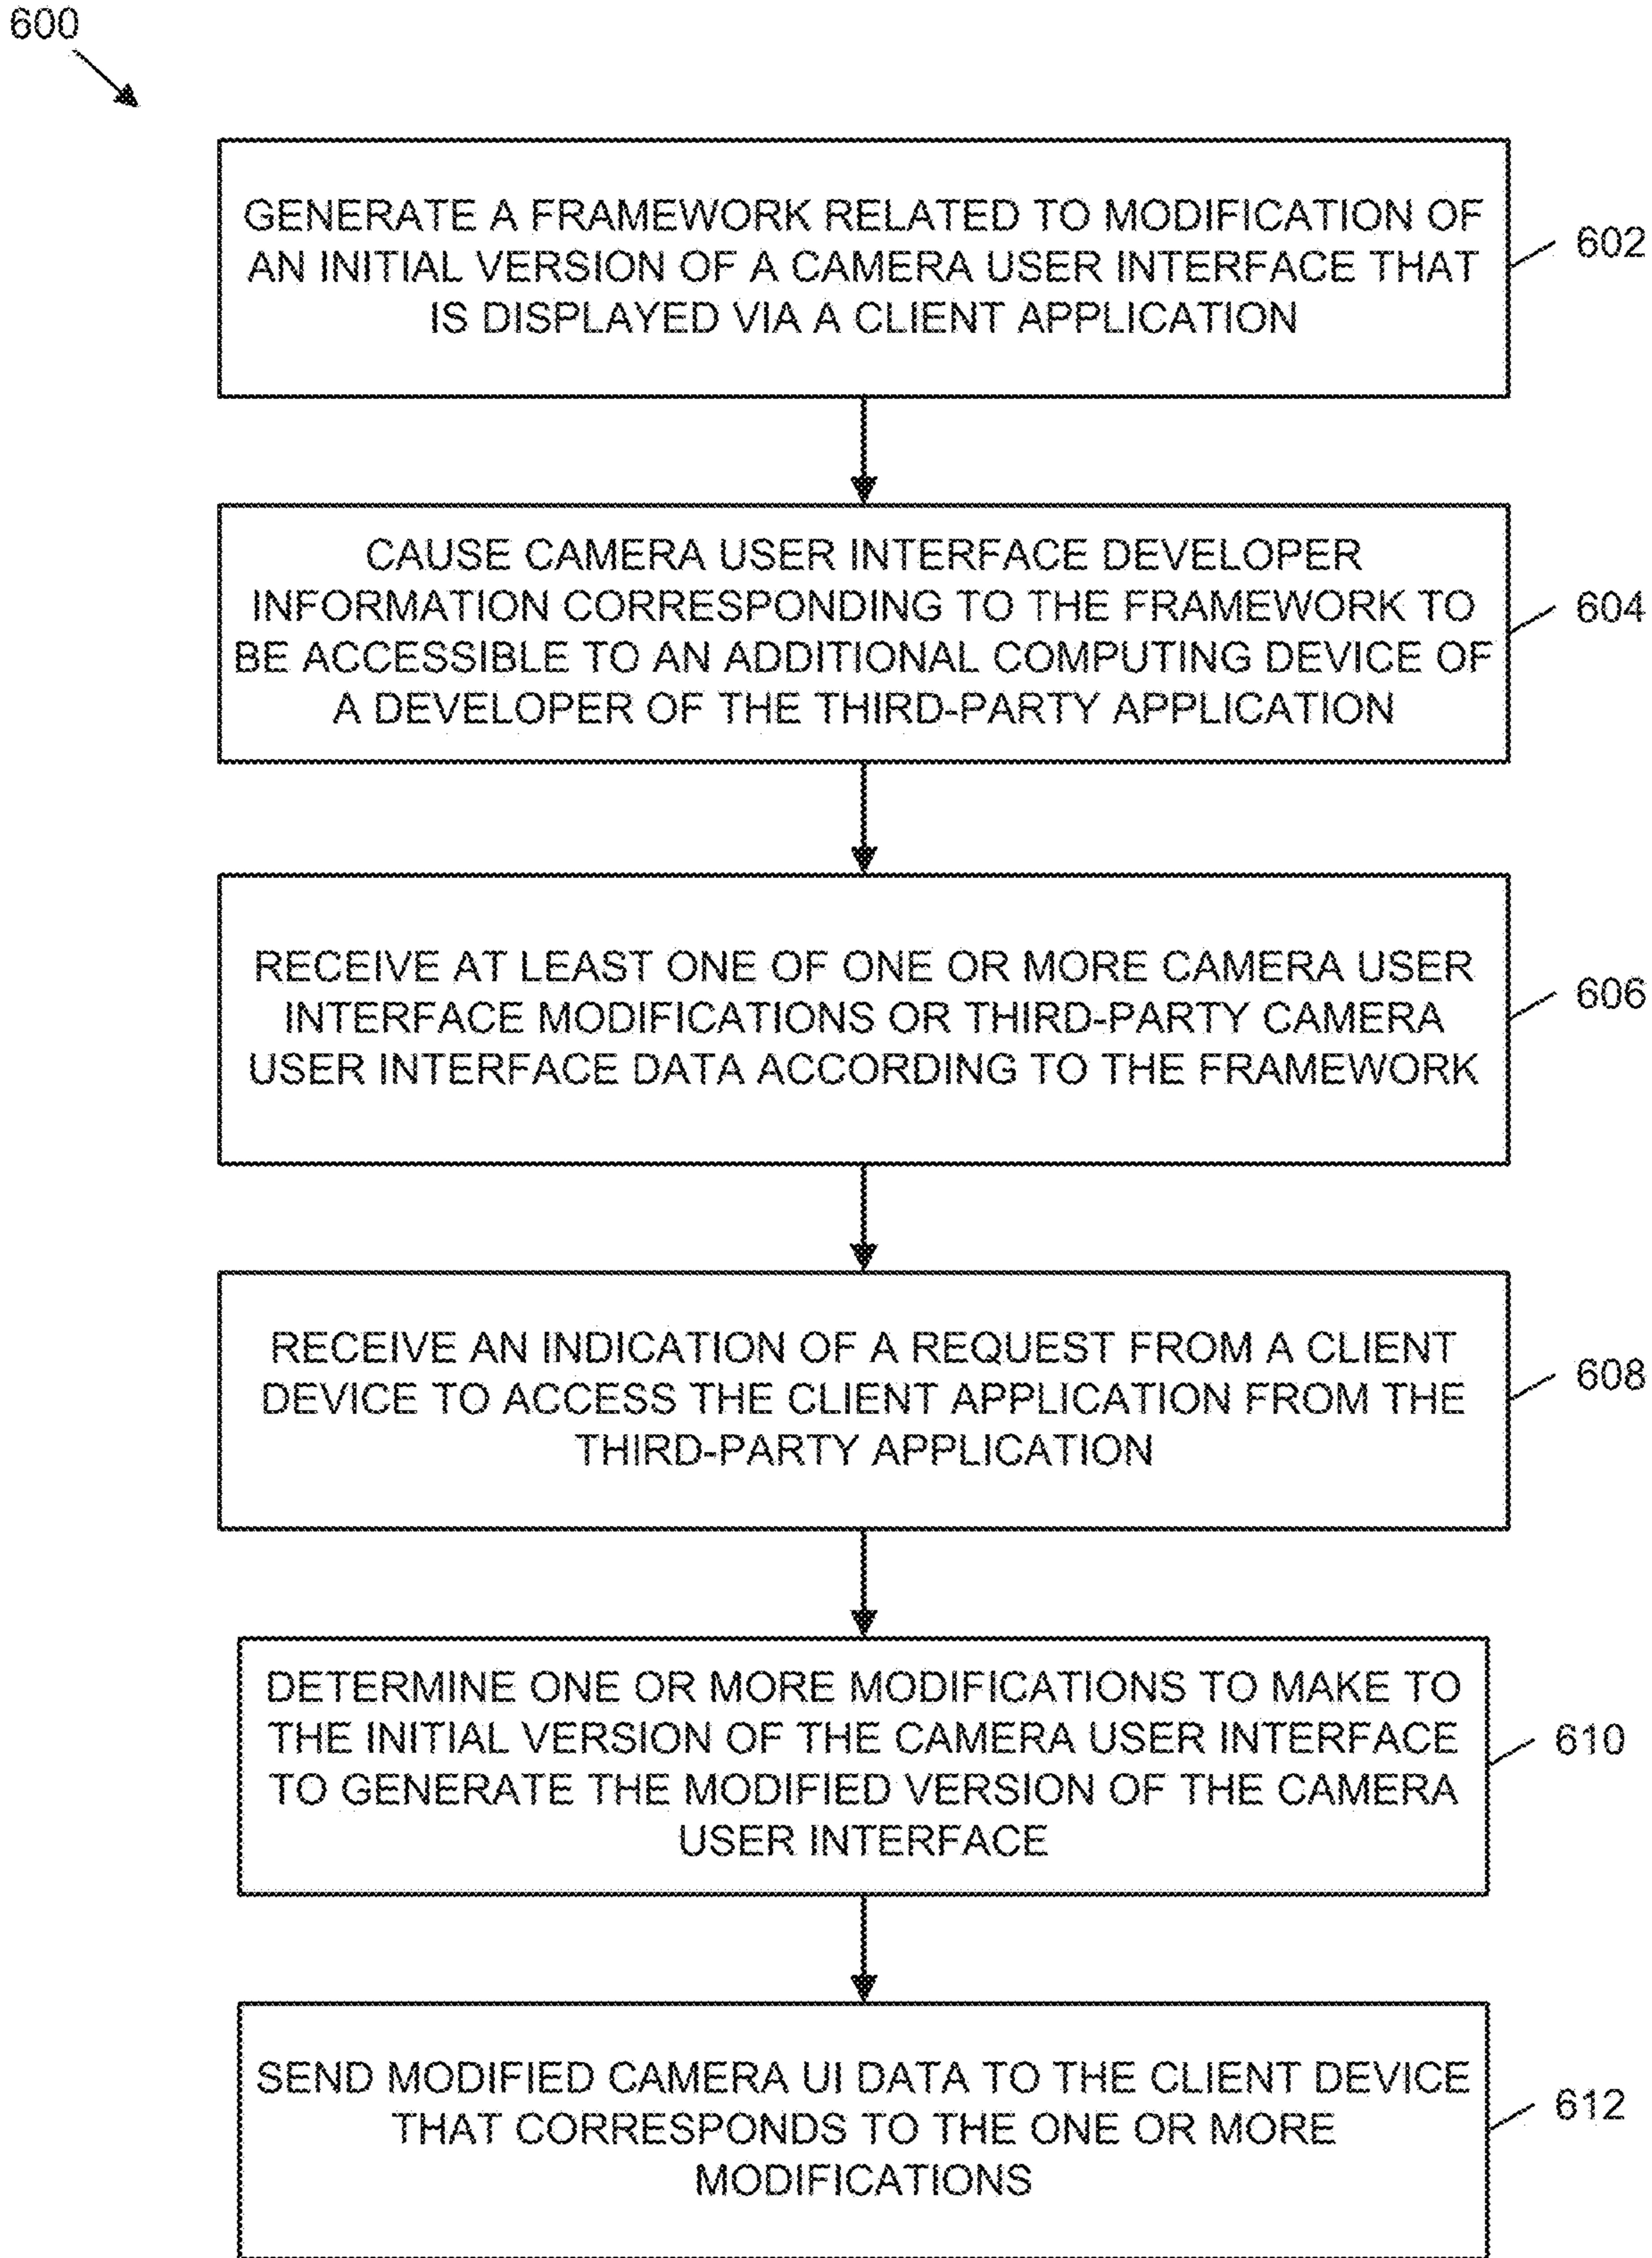 600
GENERATE A FRAMEWORK RELATED TO MODIFICATION OF
AN INITIAL VERSION OF A CAMERA USER INTERFACE THAT
IS DISPLAYED VIA A CLIENT APPLICATION
602
CAUSE CAMERA USER INTERFACE DEVELOPER
INFORMATION CORRESPONDING TO THE FRAMEWORK TO
BE ACCESSIBLE TO AN ADDITIONAL COMPUTING DEVICE OF
A DEVELOPER OF THE THIRD-PARTY APPLICATION
604
RECEIVE AT LEAST ONE OF ONE OR MORE CAMERA USER
INTERFACE MODIFICATIONS OR THIRD-PARTY CAMERA
USER INTERFACE DATA ACCORDING TO THE FRAMEWORK
606
RECEIVE AN INDICATION OF A REQUEST FROM A CLIENT
DEVICE TO ACCESS THE CLIENT APPLICATION FROM THE
THIRD-PARTY APPLICATION
608
DETERMINE ONE OR MORE MODIFICATIONS TO MAKE TO
THE INITIAL VERSION OF THE CAMERA USER INTERFACE
TO GENERATE THE MODIFIED VERSION OF THE CAMERA
USER INTERFACE
610
SEND MODIFIED CAMERA UI DATA TO THE CLIENT DEVICE
THAT CORRESPONDS TO THE ONE OR MORE
MODIFICATIONS
612